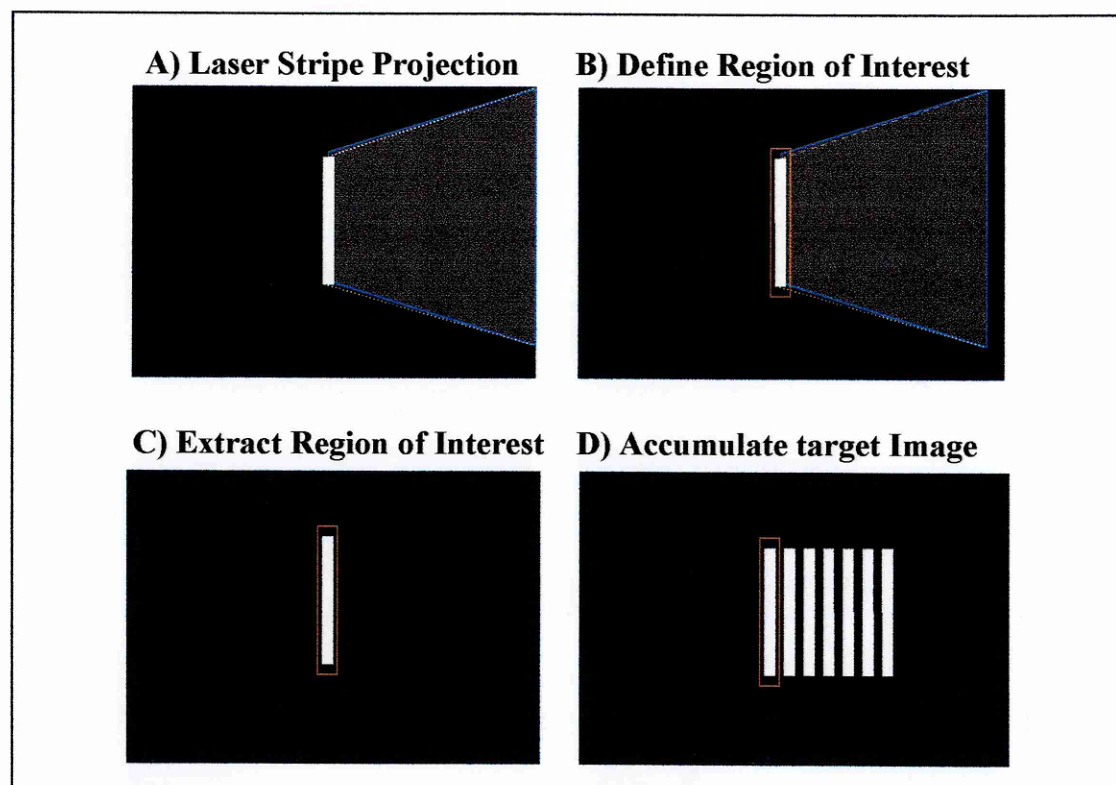 A) Laser Stripe Projection
B) Define Region of Interest
C) Extract Region of Interest
D) Accumulate target Image